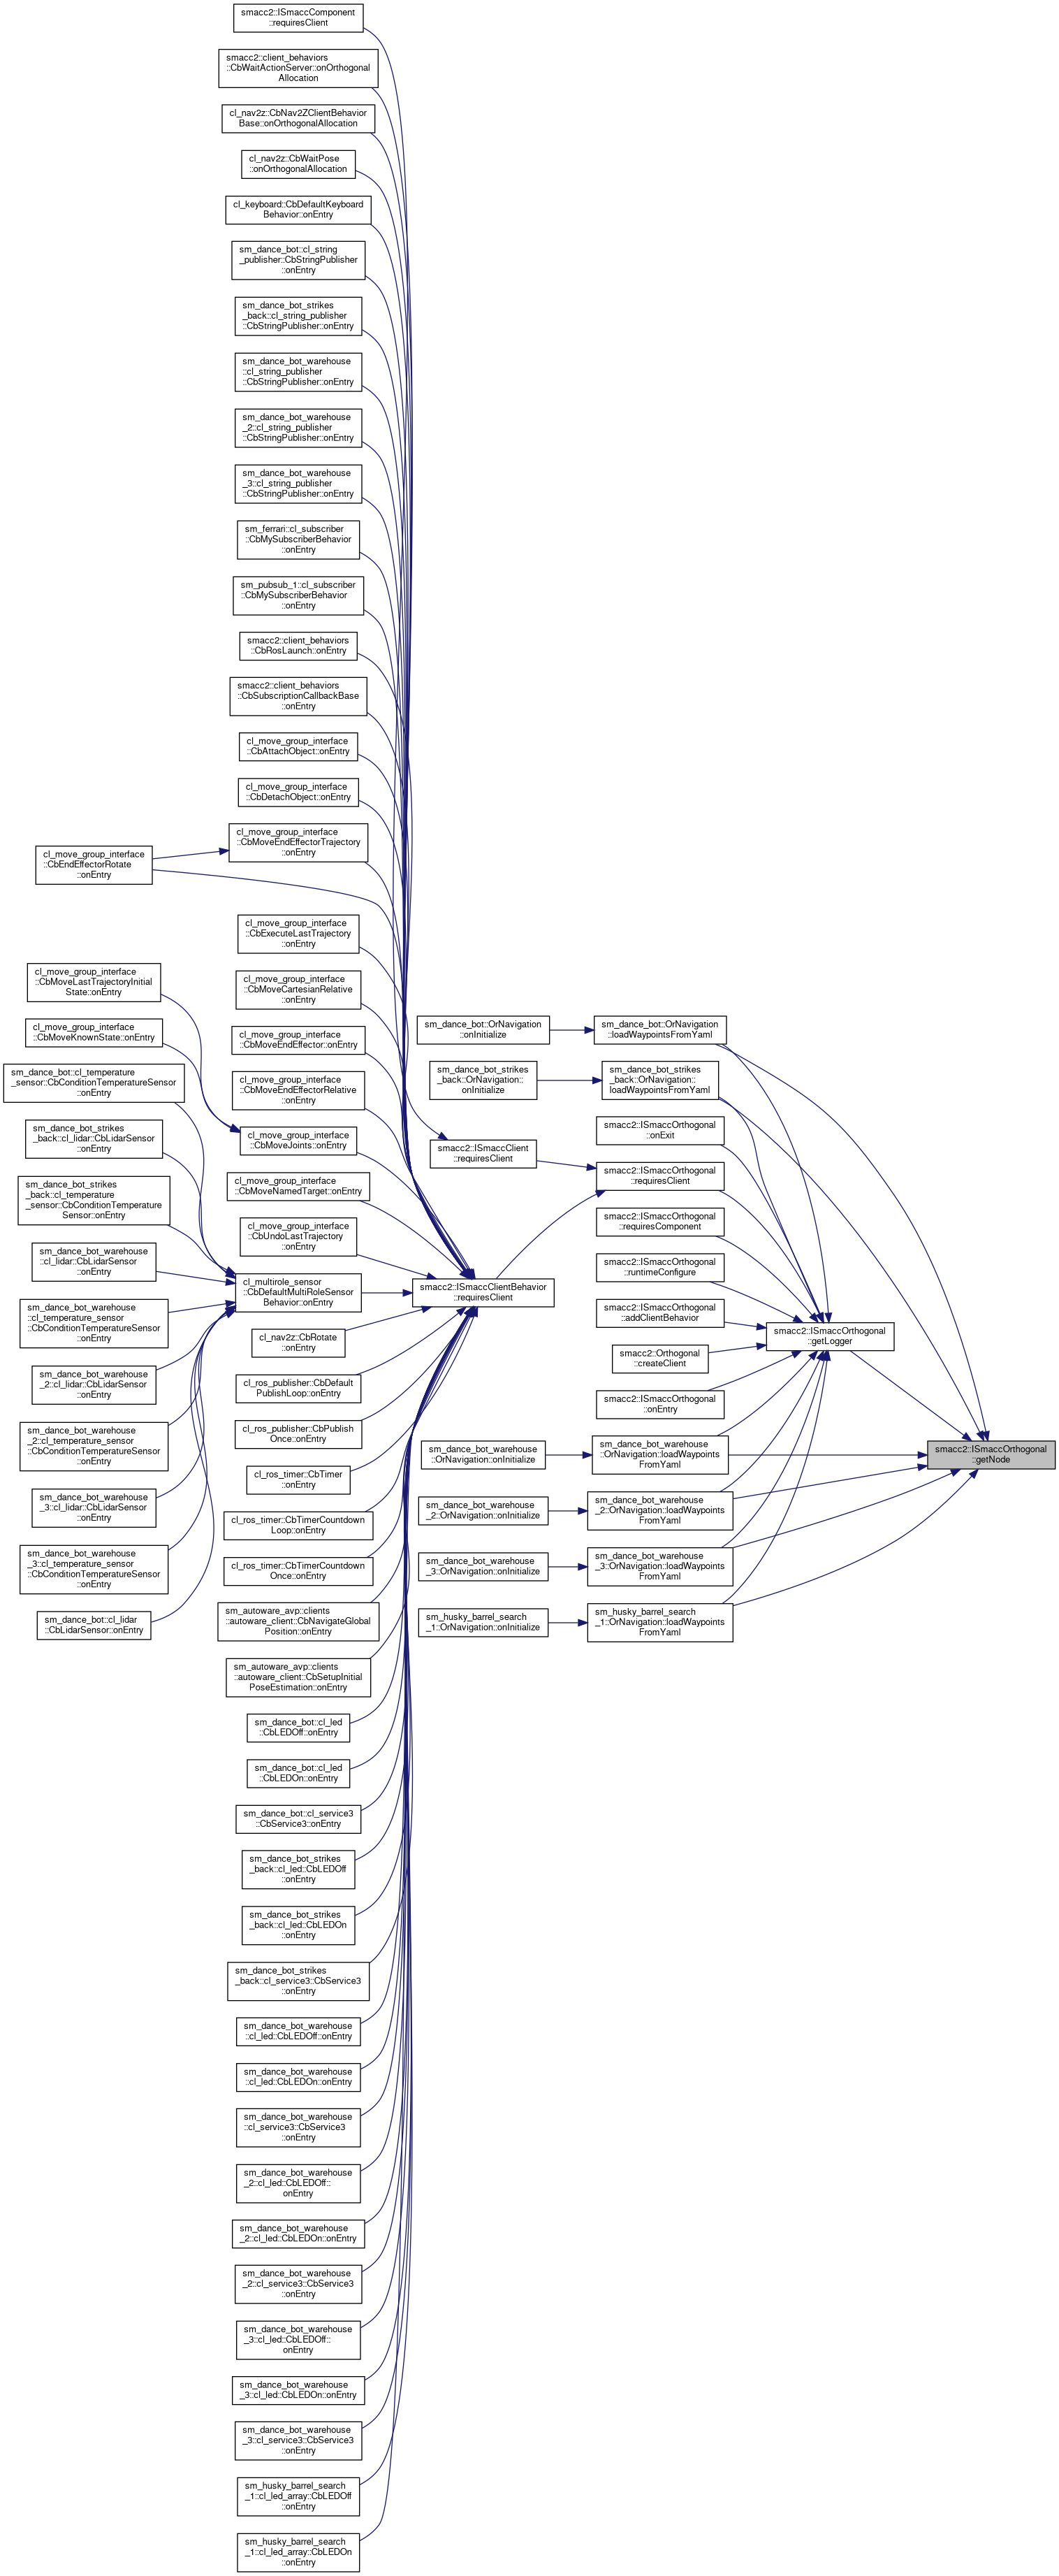 smacc2::ISmaccComponent
::requiresClient
smacc2::client_behaviors
::CbWaitActionServer::onOrthogonal
Allocation
cl_nav2z::CbNav2ZClientBehavior
Base::onOrthogonalAllocation
cl_nav2z::CbWaitPose
::onOrthogonalAllocation
cl_keyboard::CbDefaultKeyboard
Behavior::onEntry
sm_dance_bot::cl_string
_publisher::CbStringPublisher
::onEntry
sm_dance_bot_strikes
_back::cl_string_publisher
::CbStringPublisher::onEntry
sm_dance_bot_warehouse
::cl_string_publisher
::CbStringPublisher::onEntry
sm_dance_bot_warehouse
_2::cl_string_publisher
::CbStringPublisher::onEntry
sm_dance_bot_warehouse
_3::cl_string_publisher
::CbStringPublisher::onEntry
sm_ferrari::cl_subscriber
::CbMySubscriberBehavior
::onEntry
sm_pubsub_1::cl_subscriber
::CbMySubscriberBehavior
::onEntry
smacc2::client_behaviors
::CbRosLaunch::onEntry
smacc2::client_behaviors
::CbSubscriptionCallbackBase
::onEntry
cl_move_group_interface
::CbAttachObject::onEntry
cl_move_group_interface
::CbDetachObject::onEntry
cl_move_group_interface
::CbMoveEndEffectorTrajectory
::onEntry
cl_move_group_interface
::CbEndEffectorRotate
::onEntry
cl_move_group_interface
::CbExecuteLastTrajectory
::onEntry
cl_move_group_interface
::CbMoveCartesianRelative
::onEntry
cl_move_group_interface
::CbMoveEndEffector::onEntry
cl_move_group_interface
::CbMoveEndEffectorRelative
::onEntry
cl_move_group_interface
::CbMoveJoints::onEntry
cl_move_group_interface
::CbMoveNamedTarget::onEntry
cl_move_group_interface
::CbUndoLastTrajectory
::onEntry
cl_multirole_sensor
::CbDefaultMultiRoleSensor
Behavior::onEntry
cl_nav2z::CbRotate
::onEntry
cl_ros_publisher::CbDefault
PublishLoop::onEntry
cl_ros_publisher::CbPublish
Once::onEntry
cl_ros_timer::CbTimer
::onEntry
cl_ros_timer::CbTimerCountdown
Loop::onEntry
cl_ros_timer::CbTimerCountdown
Once::onEntry
sm_autoware_avp::clients
::autoware_client::CbNavigateGlobal
Position::onEntry
sm_autoware_avp::clients
::autoware_client::CbSetupInitial
PoseEstimation::onEntry
sm_dance_bot::cl_led
::CbLEDOff::onEntry
sm_dance_bot::cl_led
::CbLEDOn::onEntry
sm_dance_bot::cl_service3
::CbService3::onEntry
sm_dance_bot_strikes
_back::cl_led::CbLEDOff
::onEntry
sm_dance_bot_strikes
_back::cl_led::CbLEDOn
::onEntry
sm_dance_bot_strikes
_back::cl_service3::CbService3
::onEntry
sm_dance_bot_warehouse
::cl_led::CbLEDOff::onEntry
sm_dance_bot_warehouse
::cl_led::CbLEDOn::onEntry
sm_dance_bot_warehouse
::cl_service3::CbService3
::onEntry
sm_dance_bot_warehouse
_2::cl_led::CbLEDOff::
onEntry
sm_dance_bot_warehouse
_2::cl_led::CbLEDOn::onEntry
sm_dance_bot_warehouse
_2::cl_service3::CbService3
::onEntry
sm_dance_bot_warehouse
_3::cl_led::CbLEDOff::
onEntry
sm_dance_bot_warehouse
_3::cl_led::CbLEDOn::onEntry
sm_dance_bot_warehouse
_3::cl_service3::CbService3
::onEntry
sm_husky_barrel_search
_1::cl_led_array::CbLEDOff
::onEntry
sm_husky_barrel_search
_1::cl_led_array::CbLEDOn
::onEntry
cl_move_group_interface
::CbMoveLastTrajectoryInitial
State::onEntry
cl_move_group_interface
::CbMoveKnownState::onEntry
sm_dance_bot::cl_temperature
_sensor::CbConditionTemperatureSensor
::onEntry
sm_dance_bot_strikes
_back::cl_lidar::CbLidarSensor
::onEntry
sm_dance_bot_strikes
_back::cl_temperature
_sensor::CbConditionTemperature
Sensor::onEntry
sm_dance_bot_warehouse
::cl_lidar::CbLidarSensor
::onEntry
sm_dance_bot_warehouse
::cl_temperature_sensor
::CbConditionTemperatureSensor
::onEntry
sm_dance_bot_warehouse
_2::cl_lidar::CbLidarSensor
::onEntry
sm_dance_bot_warehouse
_2::cl_temperature_sensor
::CbConditionTemperatureSensor
::onEntry
sm_dance_bot_warehouse
_3::cl_lidar::CbLidarSensor
::onEntry
sm_dance_bot_warehouse
_3::cl_temperature_sensor
::CbConditionTemperatureSensor
::onEntry
sm_dance_bot::cl_lidar
::CbLidarSensor::onEntry
smacc2::ISmaccClientBehavior
::requiresClient
sm_dance_bot::OrNavigation
::onInitialize
sm_dance_bot_strikes
_back::OrNavigation::
onInitialize
smacc2::ISmaccClient
::requiresClient
sm_dance_bot_warehouse
::OrNavigation::onInitialize
sm_dance_bot_warehouse
_2::OrNavigation::onInitialize
sm_dance_bot_warehouse
_3::OrNavigation::onInitialize
sm_husky_barrel_search
_1::OrNavigation::onInitialize
sm_dance_bot::OrNavigation
::loadWaypointsFromYaml
sm_dance_bot_strikes
_back::OrNavigation::
loadWaypointsFromYaml
smacc2::ISmaccOrthogonal
::onExit
smacc2::ISmaccOrthogonal
::requiresClient
smacc2::ISmaccOrthogonal
::requiresComponent
smacc2::ISmaccOrthogonal
::runtimeConfigure
smacc2::ISmaccOrthogonal
::addClientBehavior
smacc2::Orthogonal
::createClient
smacc2::ISmaccOrthogonal
::onEntry
sm_dance_bot_warehouse
::OrNavigation::loadWaypoints
FromYaml
sm_dance_bot_warehouse
_2::OrNavigation::loadWaypoints
FromYaml
sm_dance_bot_warehouse
_3::OrNavigation::loadWaypoints
FromYaml
sm_husky_barrel_search
_1::OrNavigation::loadWaypoints
FromYaml
smacc2::ISmaccOrthogonal
::getLogger
smacc2::ISmaccOrthogonal
::getNode